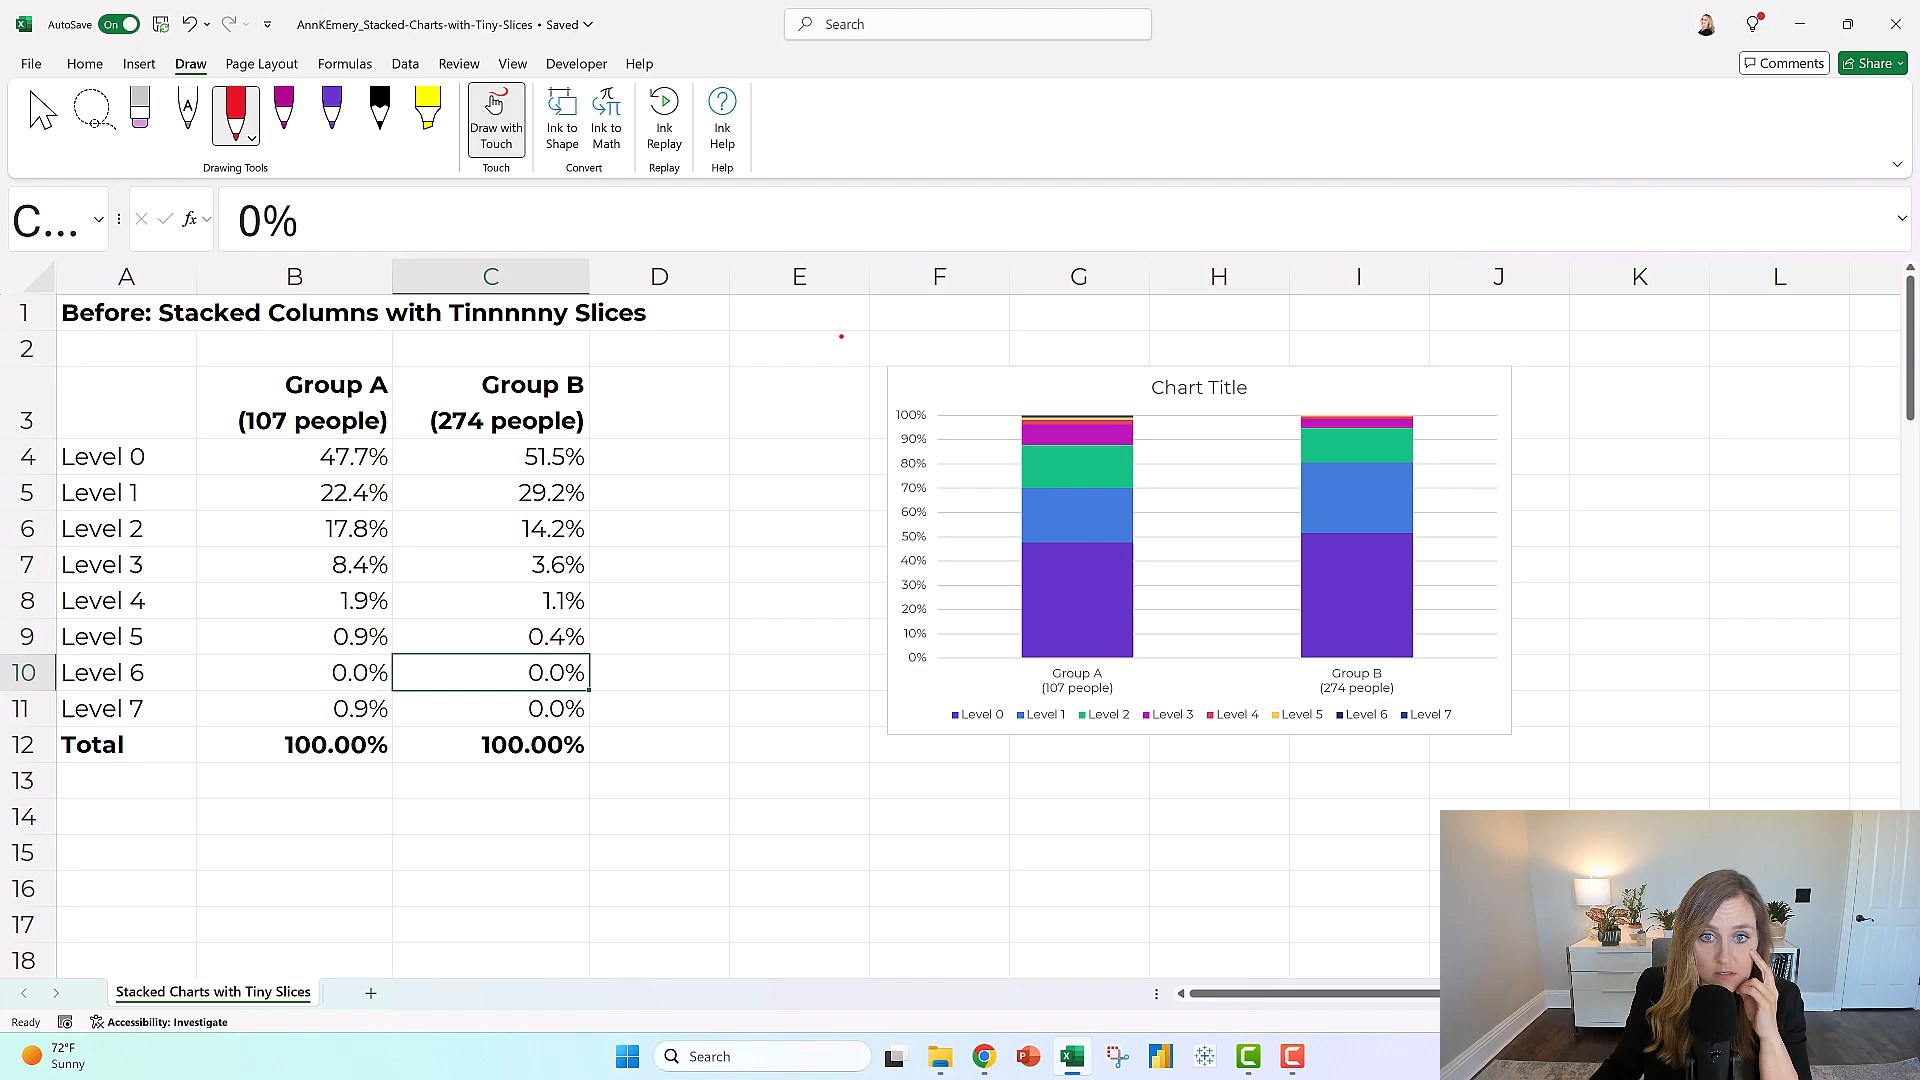 AutoSave On AnnKEmery_Stacked-Charts-with-Tiny-Slices • Saved Search
File Home Insert Draw Page Layout Formulas Data Review View Developer Help Comments Share
A
Draw with Touch
Ink to Shape
Ink to Math
Ink Replay
Ink Help
Drawing Tools Touch Convert Replay Help
C... fx 0%
A B C D E F G H I J K L
1 Before: Stacked Columns with Tinnnnny Slices
2
3 Group A (107 people) Group B (274 people)
4 Level 0 47.7% 51.5%
5 Level 1 22.4% 29.2%
6 Level 2 17.8% 14.2%
7 Level 3 8.4% 3.6%
8 Level 4 1.9% 1.1%
9 Level 5 0.9% 0.4%
10 Level 6 0.0% 0.0%
11 Level 7 0.9% 0.0%
12 Total 100.00% 100.00%
13
14
15
16
17
18
Chart Title
100%
90%
80%
70%
60%
50%
40%
30%
20%
10%
0%
Group A Group B
(107 people) (274 people)
Level 0 Level 1 Level 2 Level 3 Level 4 Level 5 Level 6 Level 7
Stacked Charts with Tiny Slices
Ready Accessibility: Investigate
72°F
Sunny
Search